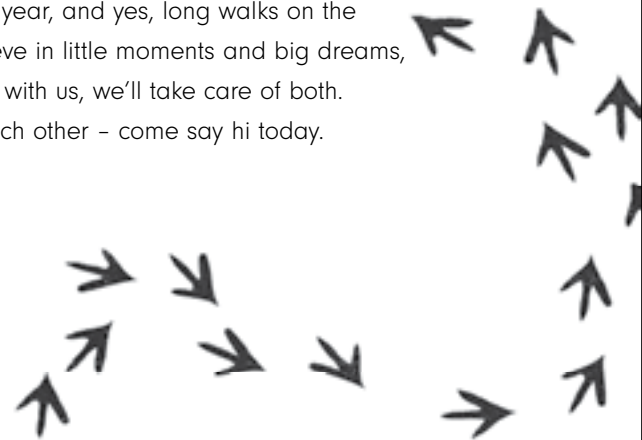 year, and yes, long walks on the
eve in little moments and big dreams,
with us, we’ll take care of both.
ch other – come say hi today.